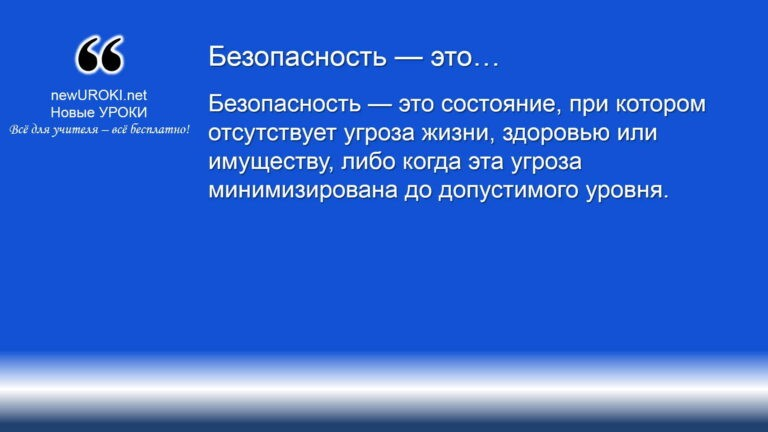 Безопасность — это…
newUROKI.net
Новые УРОКИ
Всё для учителя – всё бесплатно!
Безопасность — это состояние, при котором
отсутствует угроза жизни, здоровью или
имуществу, либо когда эта угроза
минимизирована до допустимого уровня.